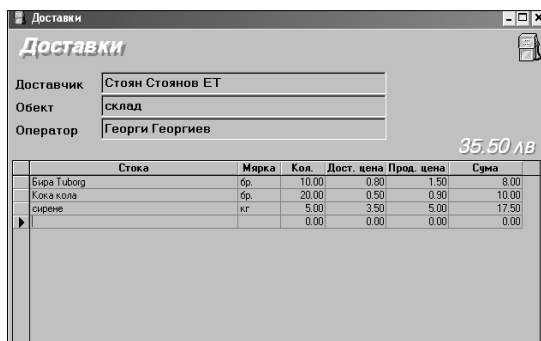 Доставки
Доставки
Доставчик Стоян Стоянов ЕТ
Обект склад
Оператор Георги Георгиев
35.50 лв
Стока Мярка Кол. Дост. цена Прод. цена Сума
Бира Tuborg бр. 10.00 0.80 1.50 8.00
Кока кола бр. 20.00 0.50 0.90 10.00
сирене кг 5.00 3.50 5.00 17.50
0.00 0.00 0.00 0.00